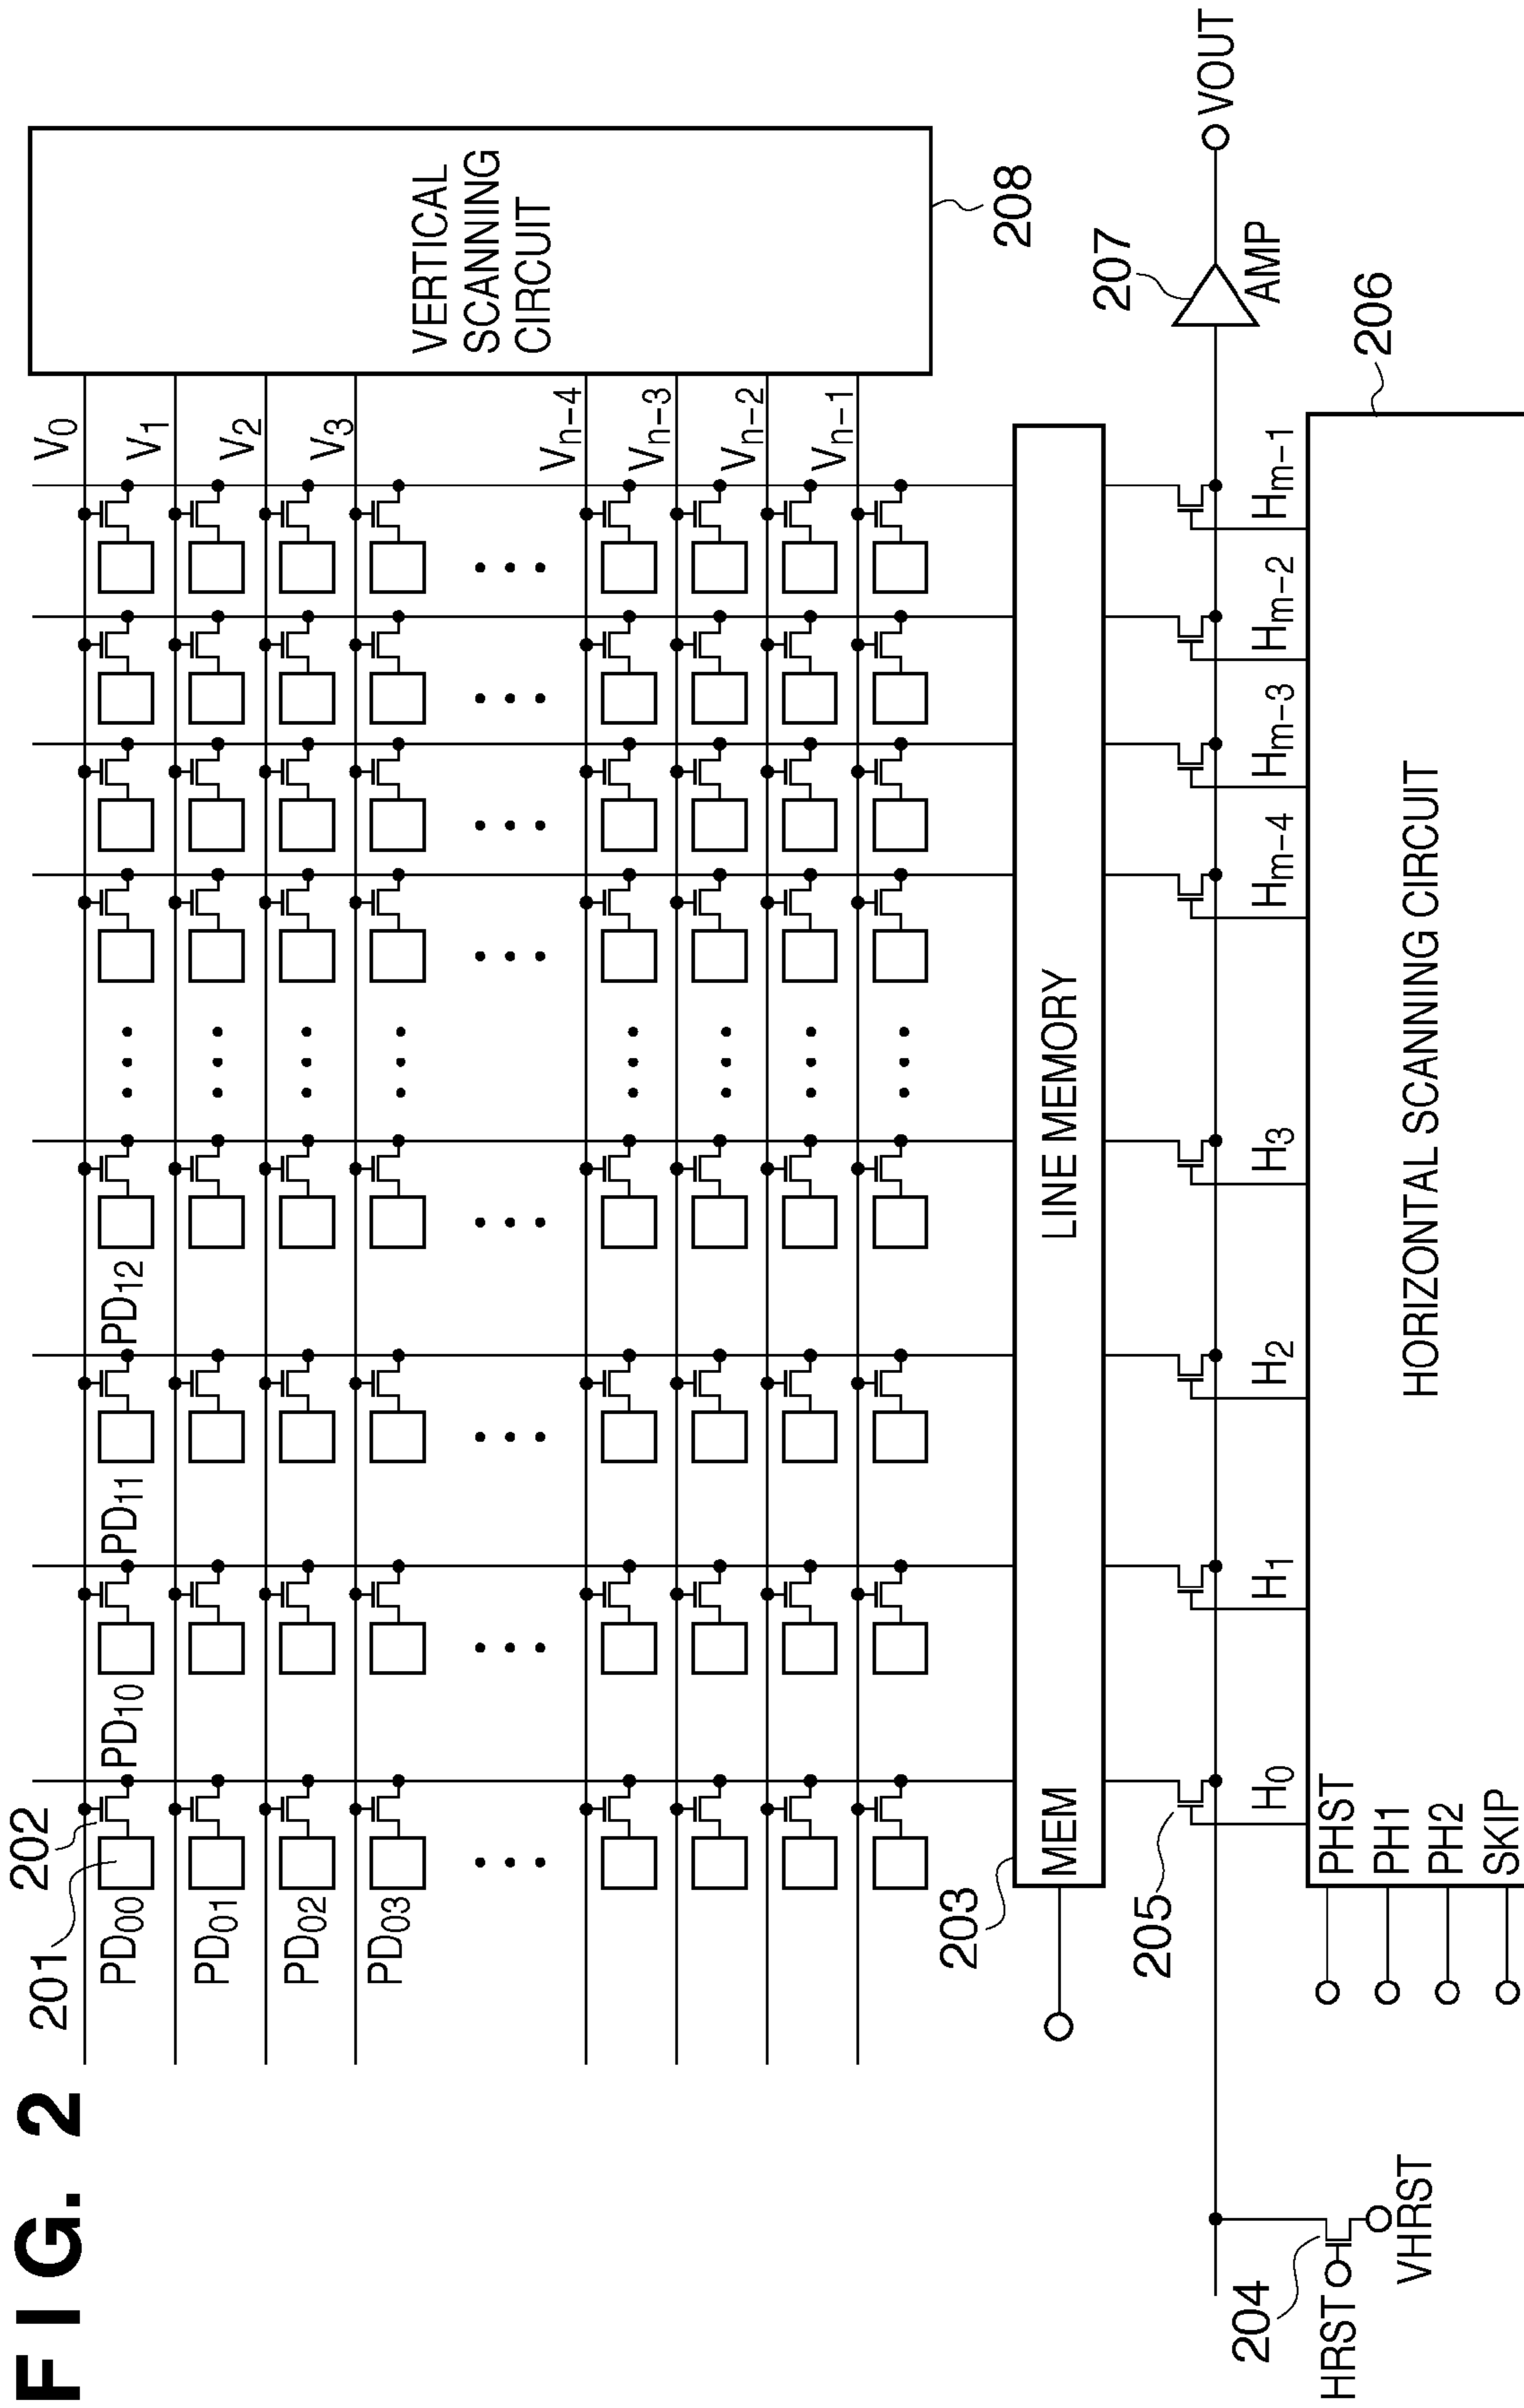 FIG. 2
201
202
V0
PD00
PD10
PD11
PD12
V1
PD01
V2
PD02
V3
PD03
Vn-4
Vn-3
Vn-2
Vn-1
VERTICAL
SCANNING
CIRCUIT
208
203
MEM
LINE MEMORY
205
207
AMP
VOUT
H0
H1
H2
H3
Hm-4
Hm-3
Hm-2
Hm-1
204
HRST
VHRST
206
PHST
PH1
PH2
SKIP
HORIZONTAL SCANNING CIRCUIT